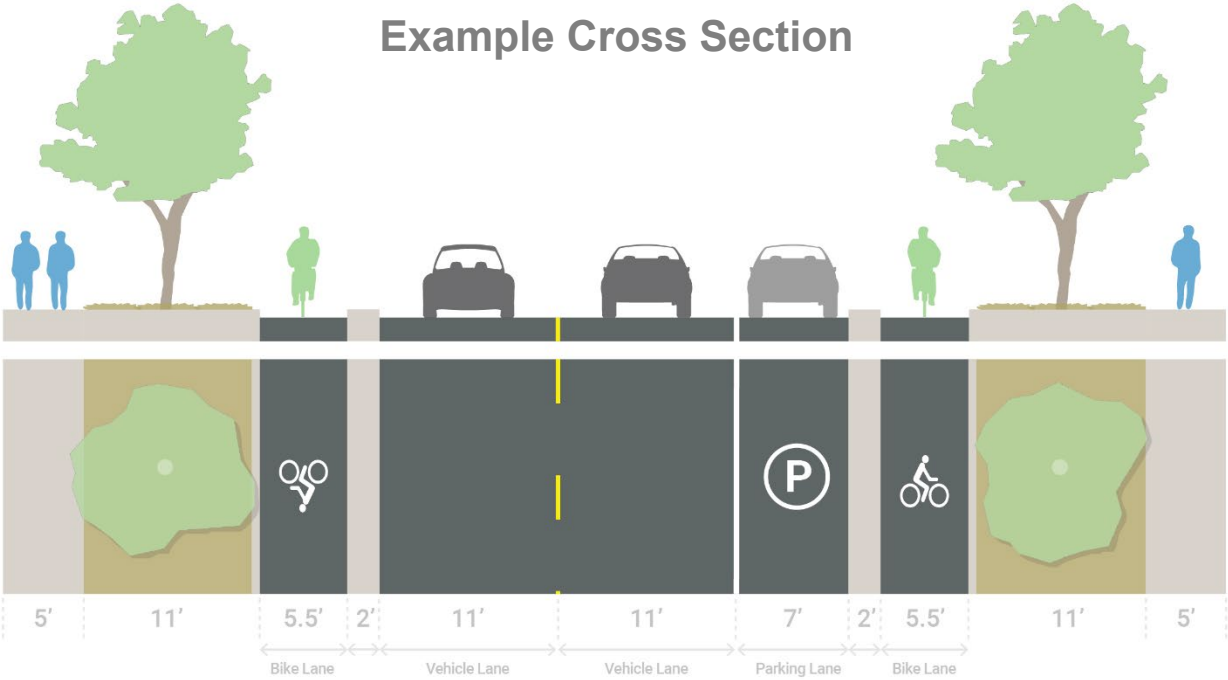 Example Cross Section
P
5’ 11’ 5.5’ 2’ 11’ 11’ 7’ 2’ 5.5’ 11’ 5’
Bike Lane Vehicle Lane Vehicle Lane Parking Lane Bike Lane